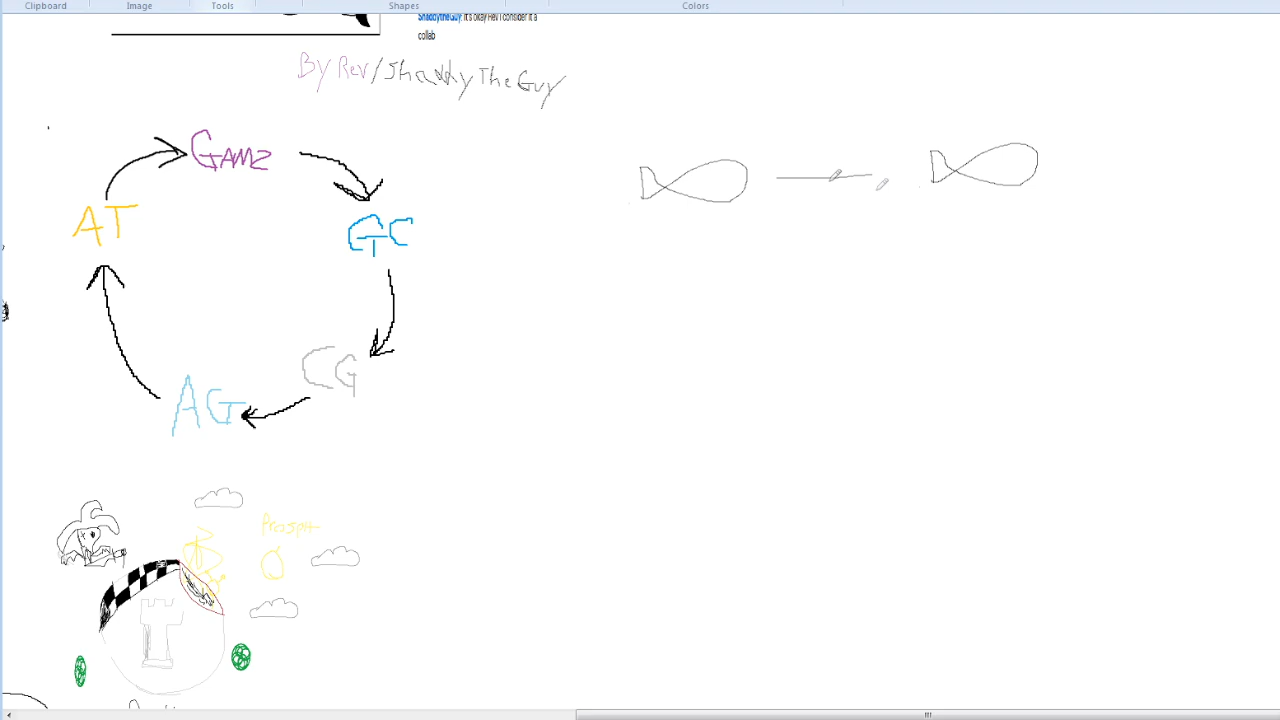 Clipboard Image Tools Shapes Colors
ShaddytheGuy: It's okay Rev I consider it a
collab
By Rev/ShaddyTheGuy
GAMZ
AT
GC
CG
AG
Prospit